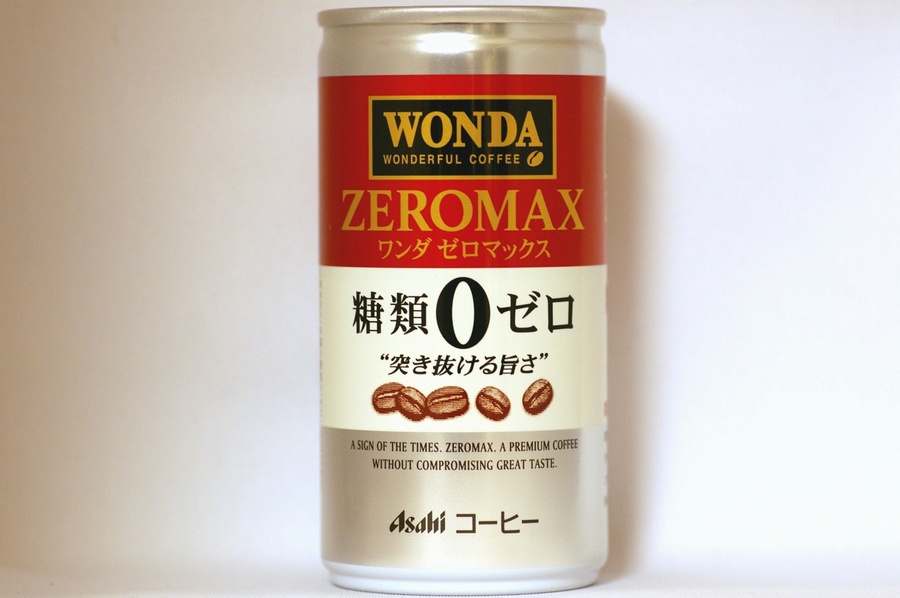 WONDA
WONDERFUL COFFEE
ZEROMAX
ワンダ ゼロマックス
糖類0ゼロ
“突き抜ける旨さ”
A SIGN OF THE TIMES. ZEROMAX. A PREMIUM COFFEE
WITHOUT COMPROMISING GREAT TASTE.
Asahi コーヒー